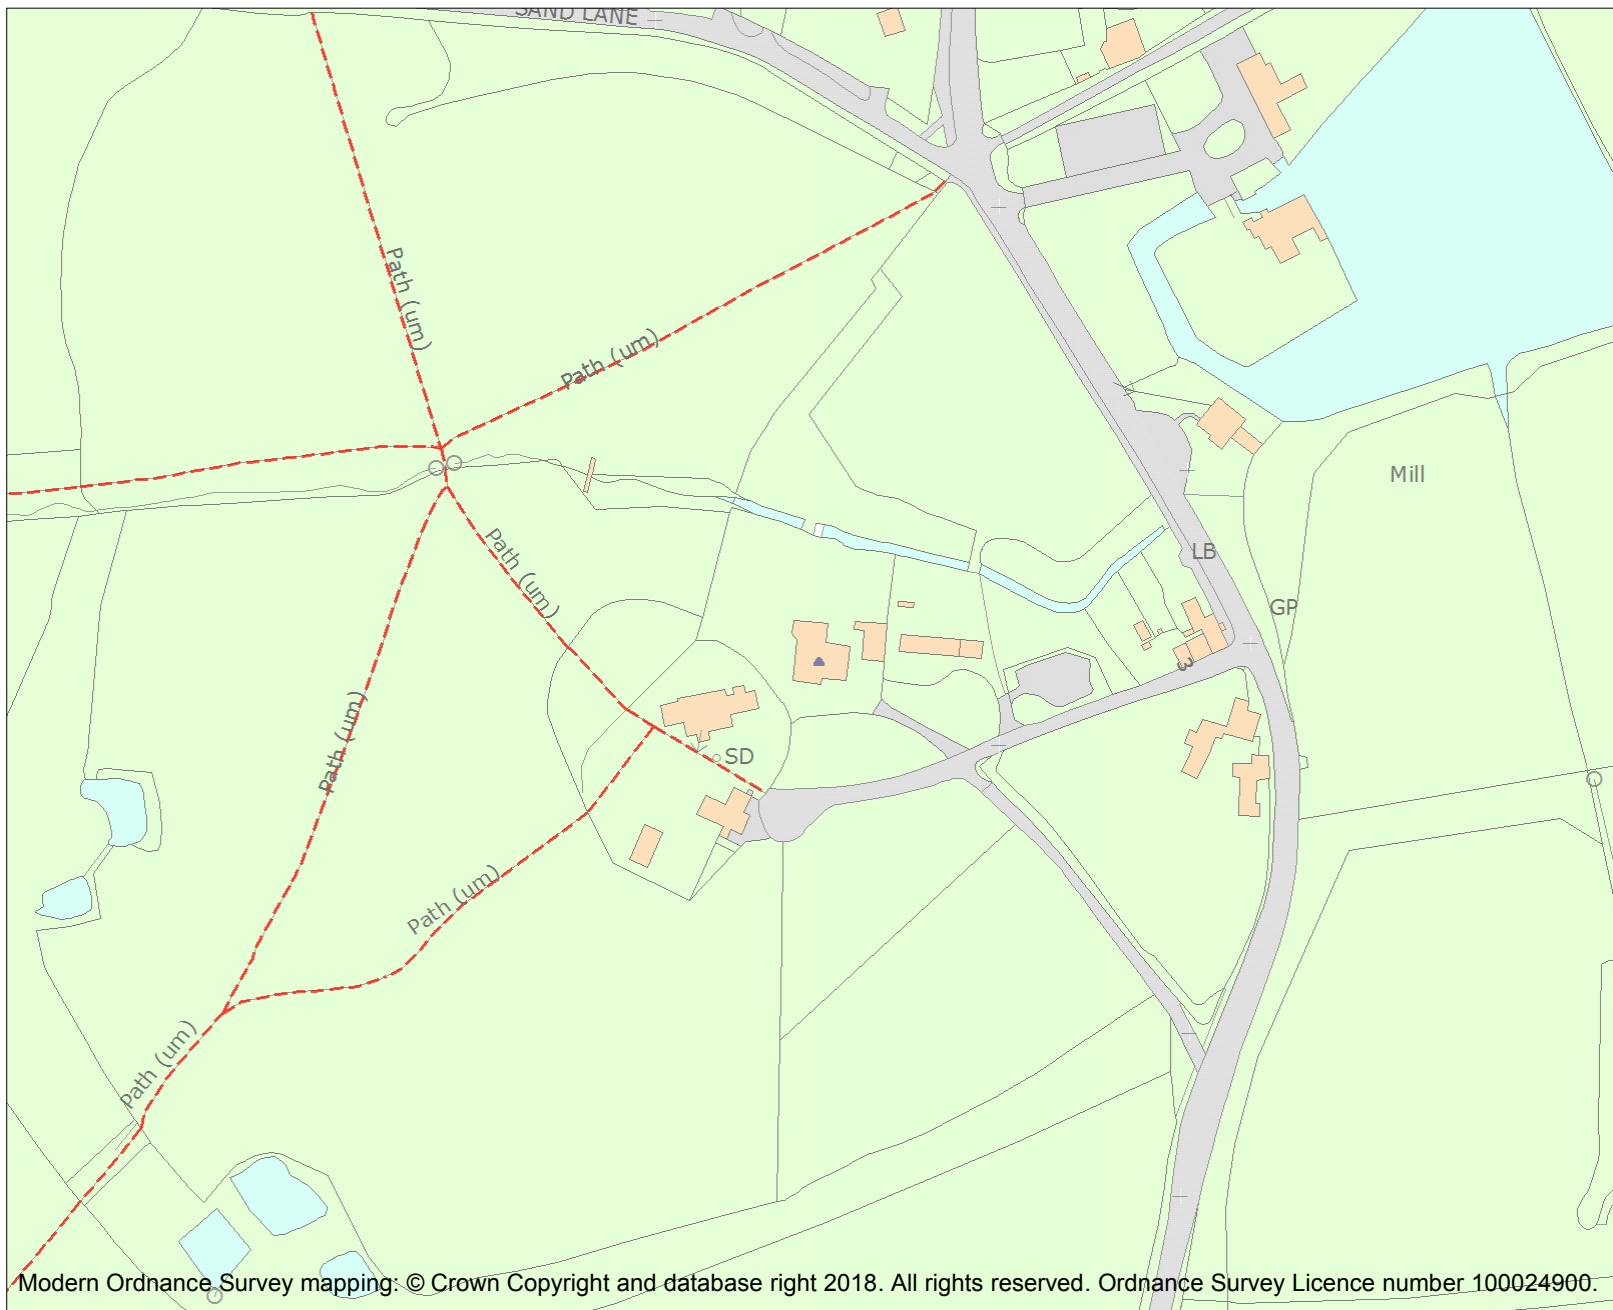 SAND LANE
Path (um)
Path (um)
Mill
Path (um)
LB
GP
3
Path (um)
SD
Path (um)
Path (um)
Modern Ordnance Survey mapping: © Crown Copyright and database right 2018. All rights reserved. Ordnance Survey Licence number 100024900.